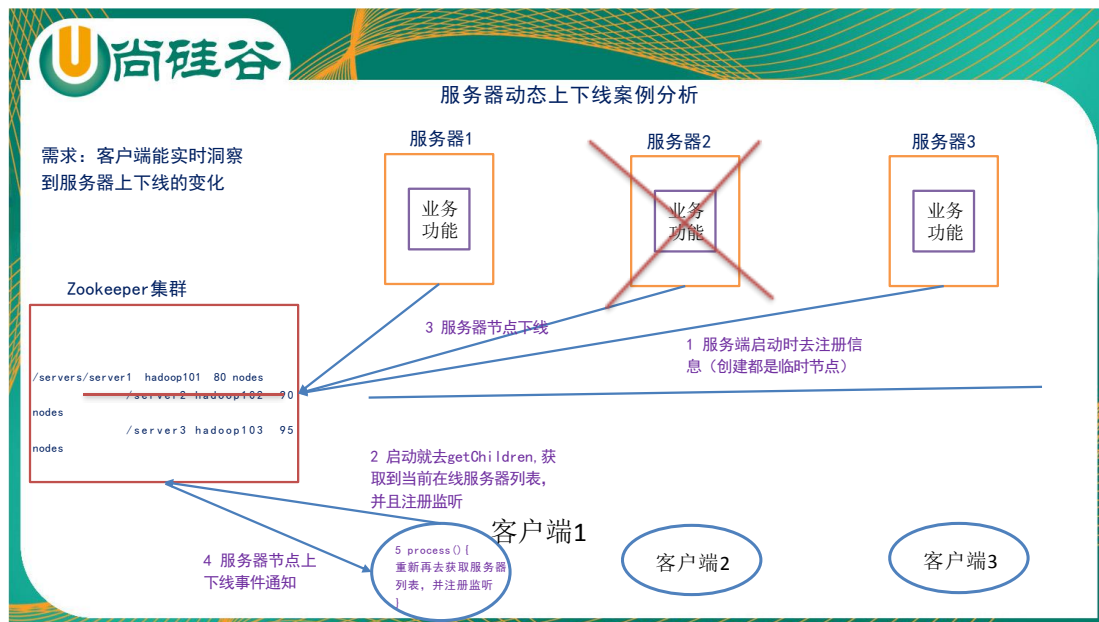 尚硅谷
服务器动态上下线案例分析
需求：客户端能实时洞察
到服务器上下线的变化
服务器1
服务器2
服务器3
业务
功能
业务
功能
业务
功能
Zookeeper集群
/servers/server1 hadoop101 80 nodes
/server2 hadoop102 90
nodes
/server3 hadoop103 95
nodes
3 服务器节点下线
1 服务端启动时去注册信
息（创建都是临时节点）
2 启动就去getChildren,获
取到当前在线服务器列表，
并且注册监听
4 服务器节点上
下线事件通知
客户端1
5 process(){
重新再去获取服务器
列表，并注册监听
}
客户端2
客户端3